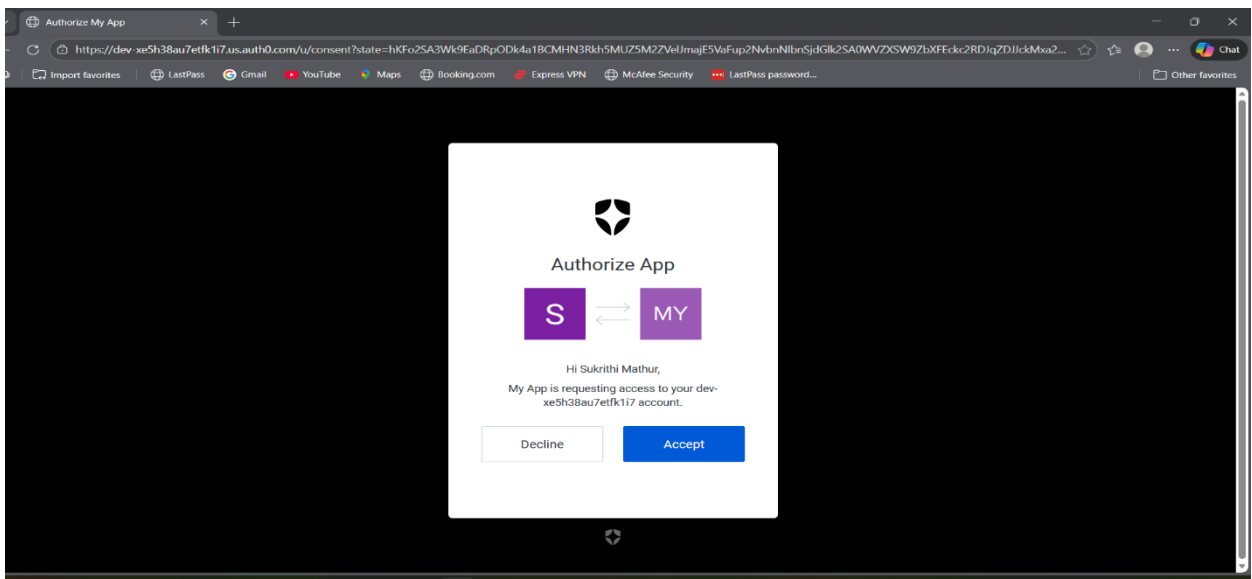 Authorize My App
https://dev-xe5h38au7etfk1i7.us.auth0.com/u/consent?state=
Chat
Import favorites
LastPass
Gmail
YouTube
Maps
Booking.com
Express VPN
McAfee Security
LastPass password...
Other favorites
Authorize App
S
MY
Hi Sukrithi Mathur,
My App is requesting access to your dev-
xe5h38au7etfk1i7 account.
Decline
Accept